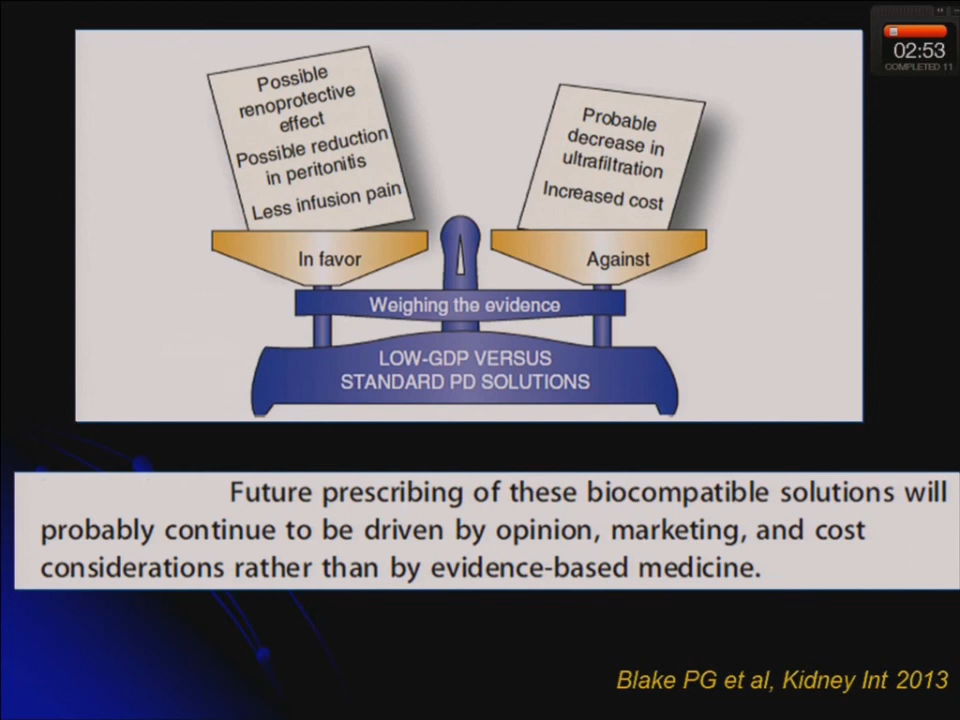 02:53
COMPLETED 11
Possible
renoprotective
effect
Possible reduction
in peritonitis
Less infusion pain
Probable
decrease in
ultrafiltration
Increased cost
In favor
Against
Weighing the evidence
LOW-GDP VERSUS
STANDARD PD SOLUTIONS
Future prescribing of these biocompatible solutions will
probably continue to be driven by opinion, marketing, and cost
considerations rather than by evidence-based medicine.
Blake PG et al, Kidney Int 2013